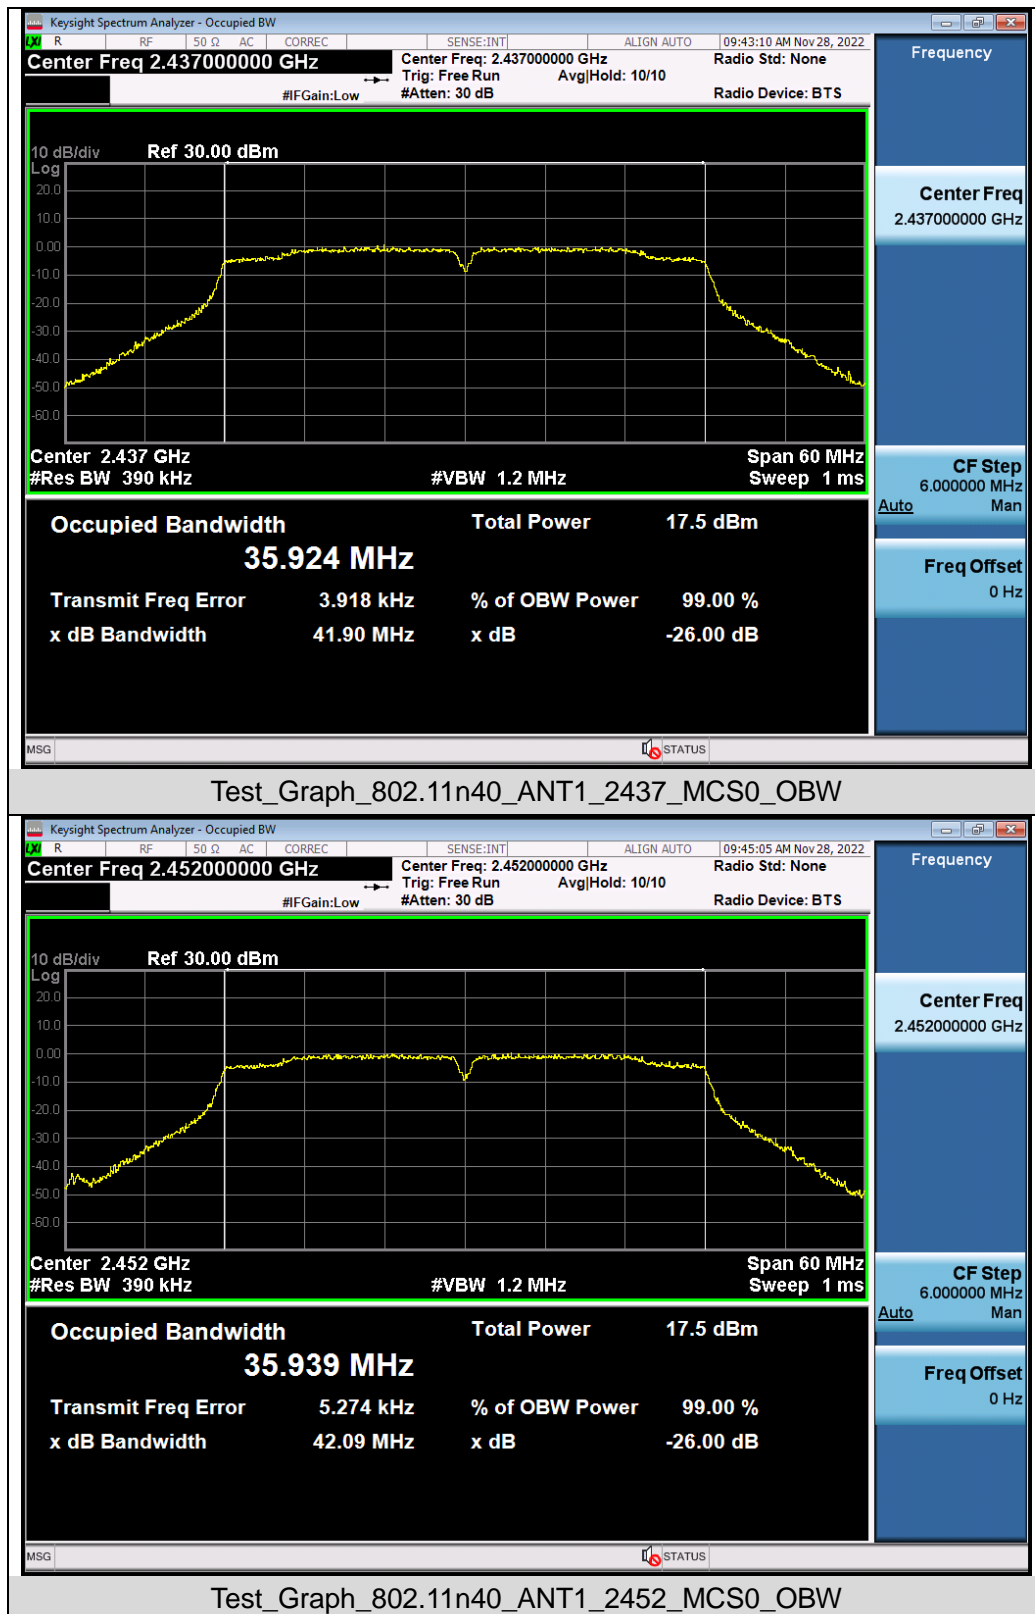 Keysight Spectrum Analyzer - Occupied BW
LXI R RF 50 Ω AC CORREC SENSE:INT ALIGN AUTO 09:43:10 AM Nov 28, 2022
Center Freq 2.437000000 GHz
Center Freq: 2.437000000 GHz
Radio Std: None
Trig: Free Run Avg|Hold: 10/10
#IFGain:Low
#Atten: 30 dB
Radio Device: BTS
Frequency
10 dB/div
Ref 30.00 dBm
Log
20.0
10.0
0.00
-10.0
-20.0
-30.0
-40.0
-50.0
-60.0
Center 2.437 GHz
Span 60 MHz
#Res BW 390 kHz
#VBW 1.2 MHz
Sweep 1 ms
Center Freq
2.437000000 GHz
CF Step
6.000000 MHz
Auto Man
Freq Offset
0 Hz
Occupied Bandwidth
Total Power 17.5 dBm
35.924 MHz
Transmit Freq Error 3.918 kHz
% of OBW Power 99.00 %
x dB Bandwidth 41.90 MHz
x dB -26.00 dB
MSG
STATUS
Test_Graph_802.11n40_ANT1_2437_MCS0_OBW
Keysight Spectrum Analyzer - Occupied BW
LXI R RF 50 Ω AC CORREC SENSE:INT ALIGN AUTO 09:45:05 AM Nov 28, 2022
Center Freq 2.452000000 GHz
Center Freq: 2.452000000 GHz
Radio Std: None
Trig: Free Run Avg|Hold: 10/10
#IFGain:Low
#Atten: 30 dB
Radio Device: BTS
Frequency
10 dB/div
Ref 30.00 dBm
Log
20.0
10.0
0.00
-10.0
-20.0
-30.0
-40.0
-50.0
-60.0
Center 2.452 GHz
Span 60 MHz
#Res BW 390 kHz
#VBW 1.2 MHz
Sweep 1 ms
Center Freq
2.452000000 GHz
CF Step
6.000000 MHz
Auto Man
Freq Offset
0 Hz
Occupied Bandwidth
Total Power 17.5 dBm
35.939 MHz
Transmit Freq Error 5.274 kHz
% of OBW Power 99.00 %
x dB Bandwidth 42.09 MHz
x dB -26.00 dB
MSG
STATUS
Test_Graph_802.11n40_ANT1_2452_MCS0_OBW